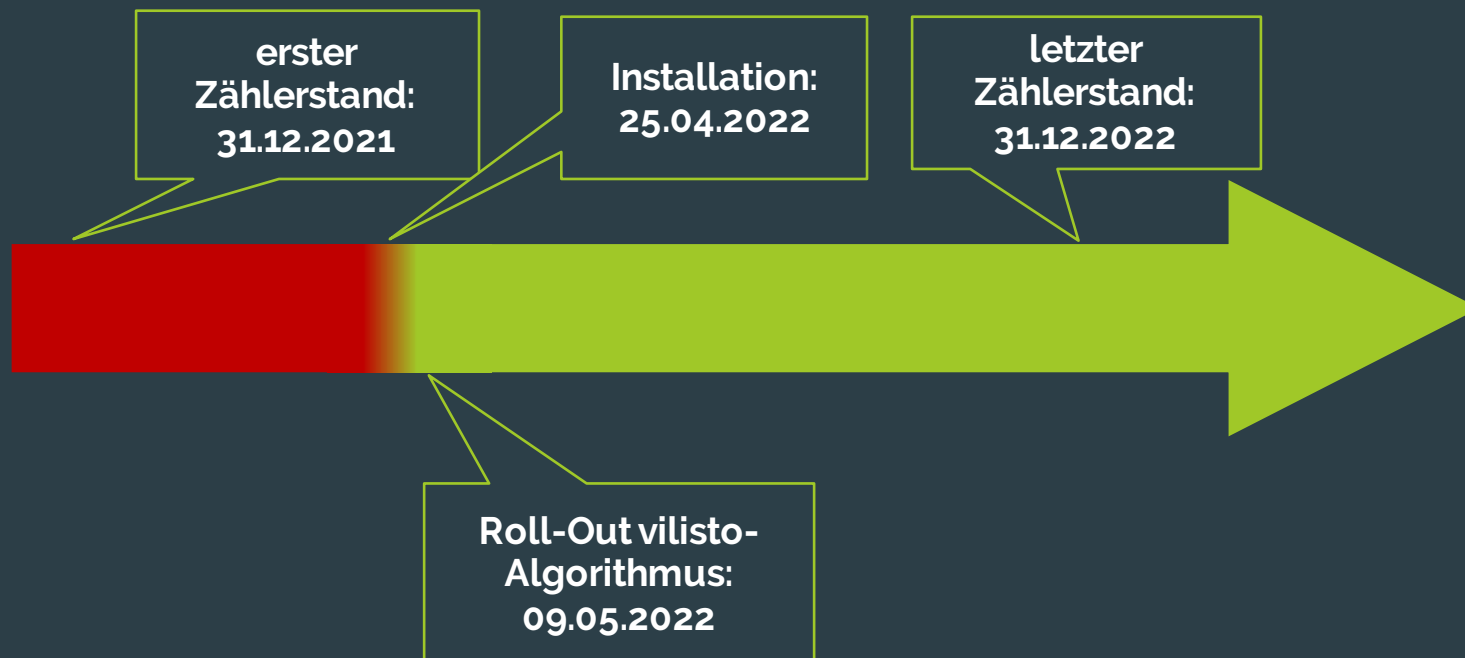 erster
Zählerstand:
31.12.2021
Installation:
25.04.2022
letzter
Zählerstand:
31.12.2022
Roll-Out vilisto-
Algorithmus:
09.05.2022